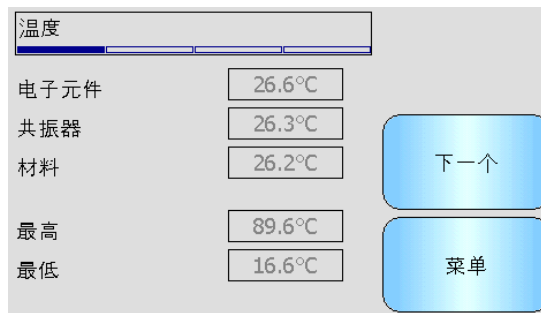 温度
电子元件 26.6°C
共振器 26.3°C
材料 26.2°C
下一个
最高 89.6°C
最低 16.6°C
菜单